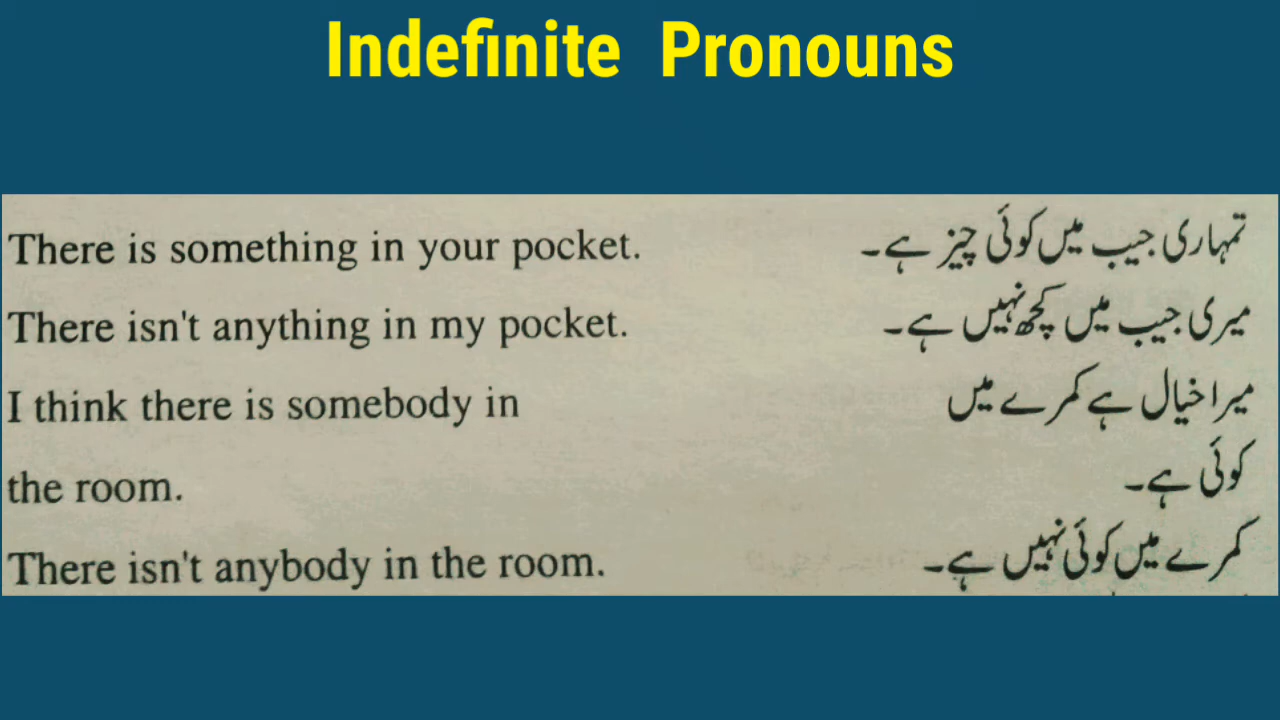 Indefinite Pronouns
There is something in your pocket. تمہاری جیب میں کوئی چیز ہے۔
There isn't anything in my pocket. میری جیب میں کچھ نہیں ہے۔
I think there is somebody in میرا خیال ہے کمرے میں
the room. کوئی ہے۔
There isn't anybody in the room. کمرے میں کوئی نہیں ہے۔